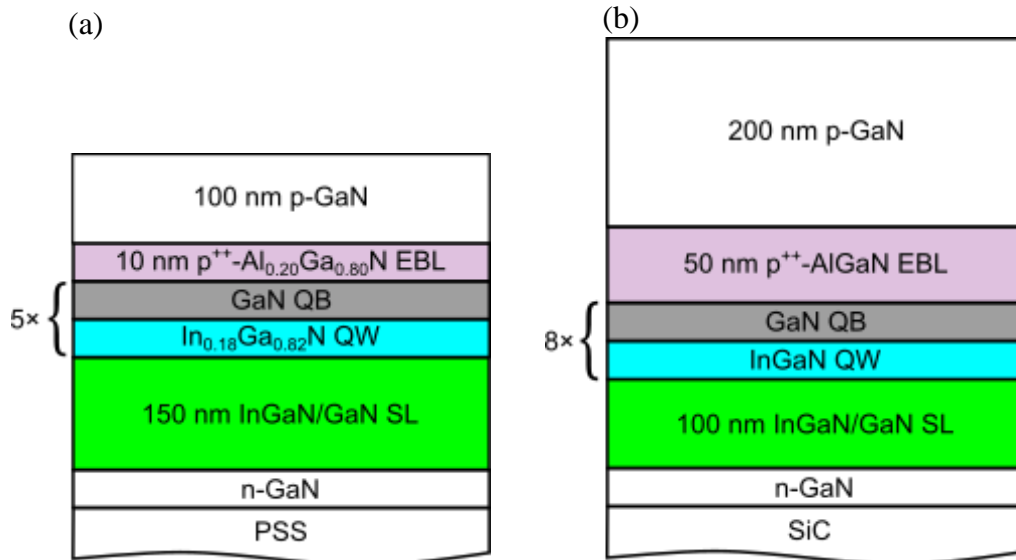 (a)
100 nm p-GaN
10 nm p⁺⁺-Al₀.₂₀Ga₀.₈₀N EBL
GaN QB
5×
In₀.₁₈Ga₀.₈₂N QW
150 nm InGaN/GaN SL
n-GaN
PSS
(b)
200 nm p-GaN
50 nm p⁺⁺-AlGaN EBL
GaN QB
8×
InGaN QW
100 nm InGaN/GaN SL
n-GaN
SiC